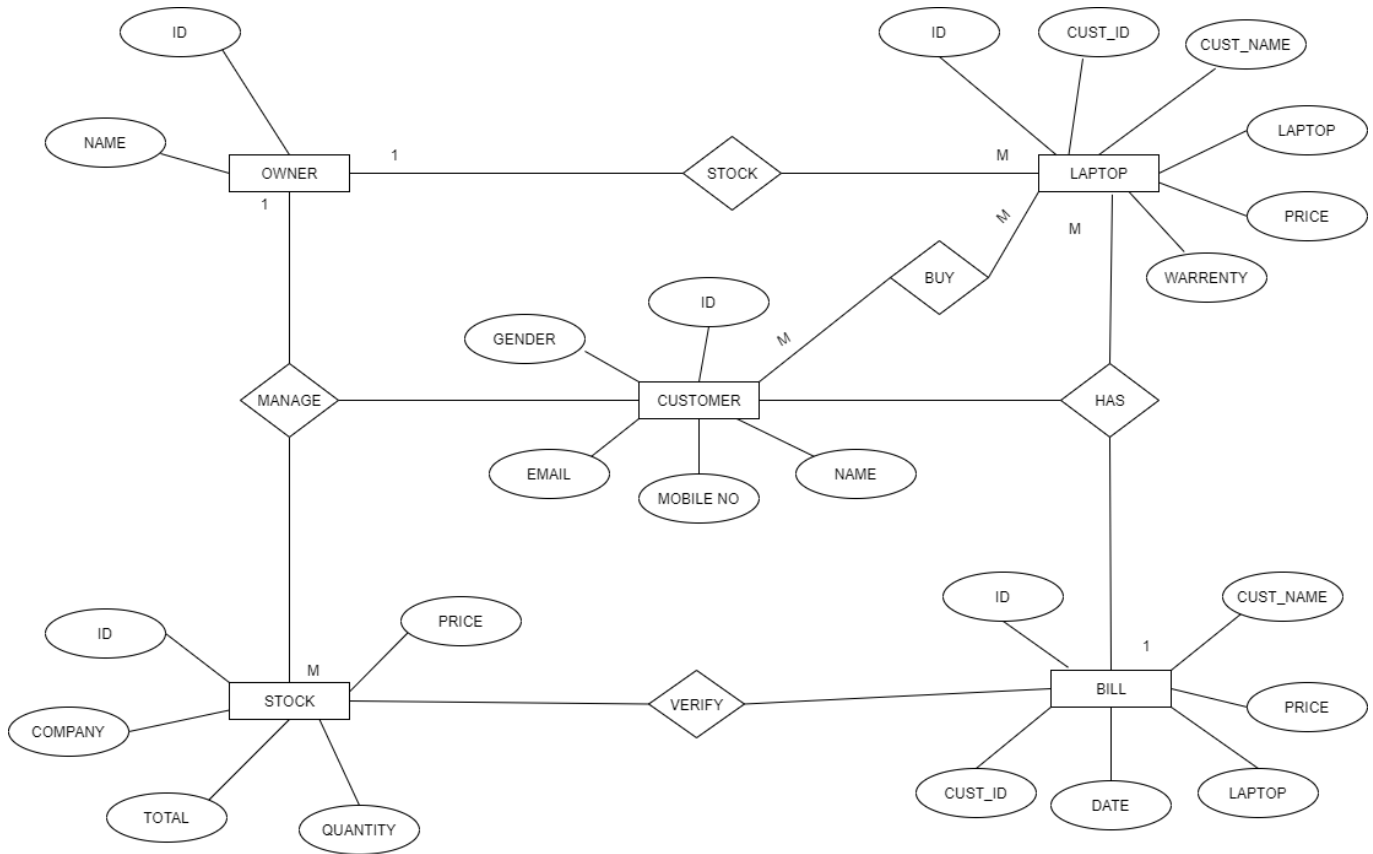 ID
ID
CUST_ID
CUST_NAME
NAME
LAPTOP
1
STOCK
M
OWNER
LAPTOP
1
M
M
PRICE
BUY
WARRENTY
ID
GENDER
M
MANAGE
CUSTOMER
HAS
EMAIL
NAME
MOBILE NO
ID
CUST_NAME
ID
PRICE
M
1
STOCK
VERIFY
BILL
PRICE
COMPANY
CUST_ID
LAPTOP
DATE
TOTAL
QUANTITY